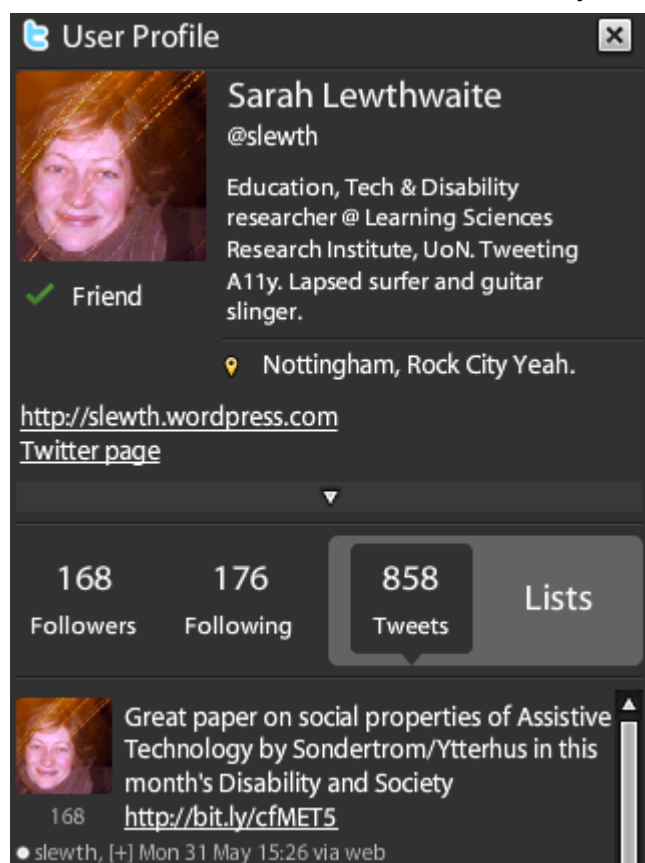 User Profile
Sarah Lewthwaite
@slewth
Education, Tech & Disability
researcher @ Learning Sciences
Research Institute, UoN. Tweeting
A11y. Lapsed surfer and guitar
slinger.
Friend
Nottingham, Rock City Yeah.
http://slewth.wordpress.com
Twitter page
168 176 858 Lists
Followers Following Tweets
Great paper on social properties of Assistive
Technology by Sondertrom/Ytterhus in this
month's Disability and Society
168 http://bit.ly/cfMET5
slewth, [+] Mon 31 May 15:26 via web